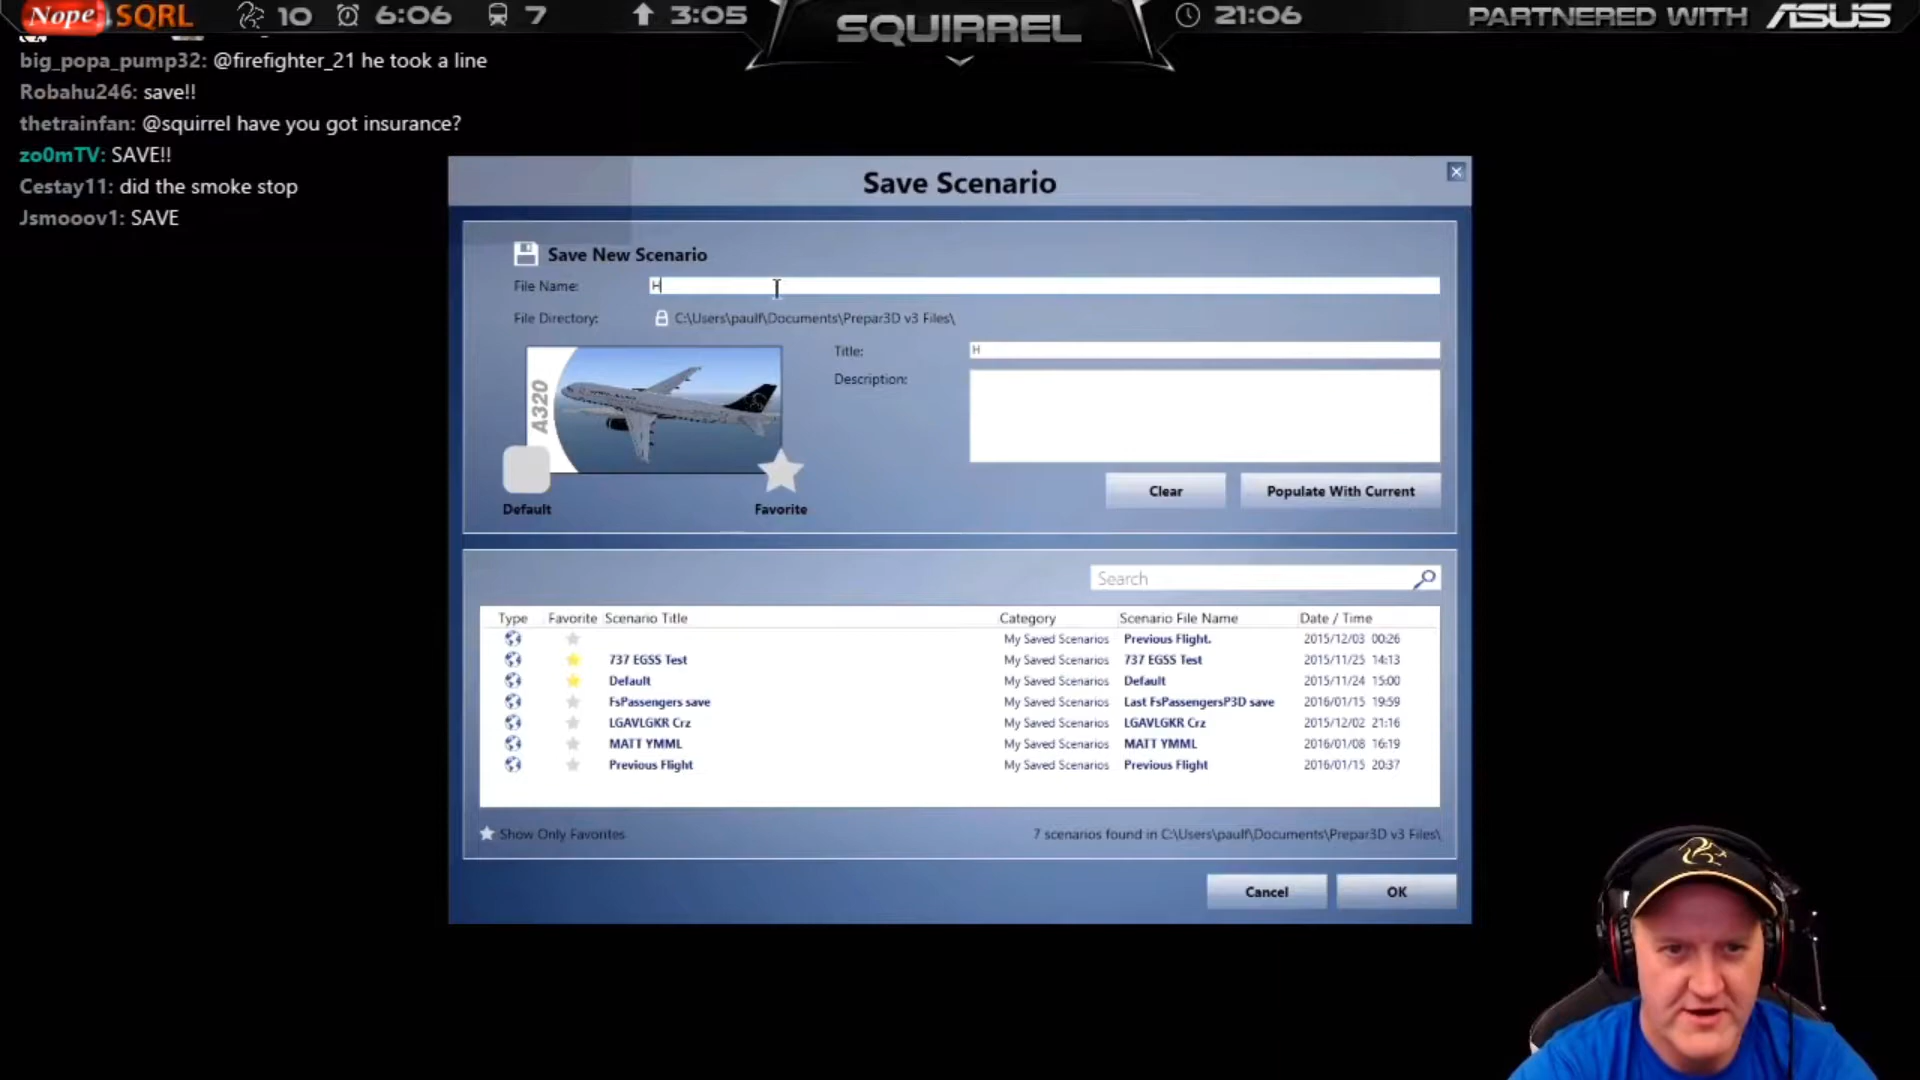 Nope SQRL 10 6:06 7 3:05 SQUIRREL 21:06 PARTNERED WITH ASUS
big_popa_pump32: @firefighter_21 he took a line
Robahu246: save!!
thetrainfan: @squirrel have you got insurance?
zo0mTV: SAVE!!
Cestay11: did the smoke stop
Jsmooov1: SAVE
Save Scenario
Save New Scenario
File Name: H
File Directory: C:\Users\paulf\Documents\Prepar3D v3 Files\
A320
Title: H
Description:
Default
Favorite
Clear
Populate With Current
Search
Type Favorite Scenario Title Category Scenario File Name Date / Time
My Saved Scenarios Previous Flight. 2015/12/03 00:26
737 EGSS Test My Saved Scenarios 737 EGSS Test 2015/11/25 14:13
Default My Saved Scenarios Default 2015/11/24 15:00
FsPassengers save My Saved Scenarios Last FsPassengersP3D save 2016/01/15 19:59
LGAVLGKR Crz My Saved Scenarios LGAVLGKR Crz 2015/12/02 21:16
MATT YMML My Saved Scenarios MATT YMML 2016/01/08 16:19
Previous Flight My Saved Scenarios Previous Flight 2016/01/15 20:37
Show Only Favorites
7 scenarios found in C:\Users\paulf\Documents\Prepar3D v3 Files\
Cancel
OK